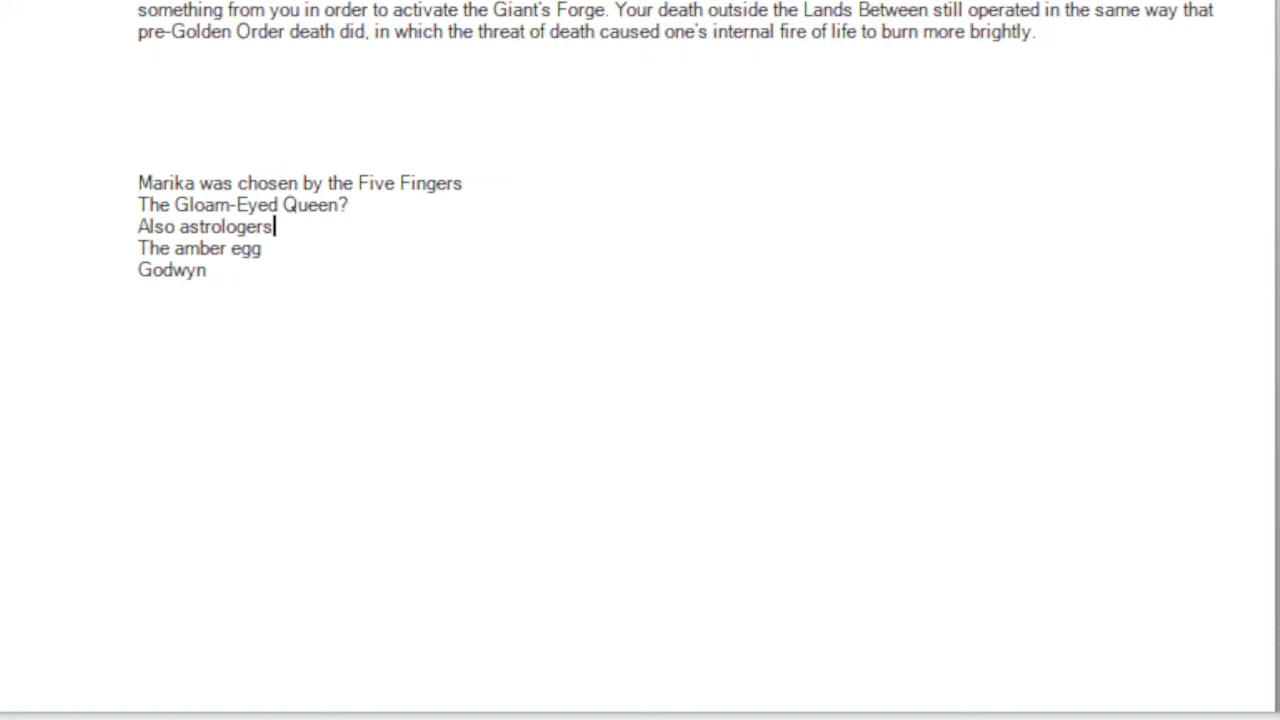 something from you in order to activate the Giant's Forge. Your death outside the Lands Between still operated in the same way that
pre-Golden Order death did, in which the threat of death caused one's internal fire of life to burn more brightly.
Marika was chosen by the Five Fingers
The Gloam-Eyed Queen?
Also astrologers
The amber egg
Godwyn